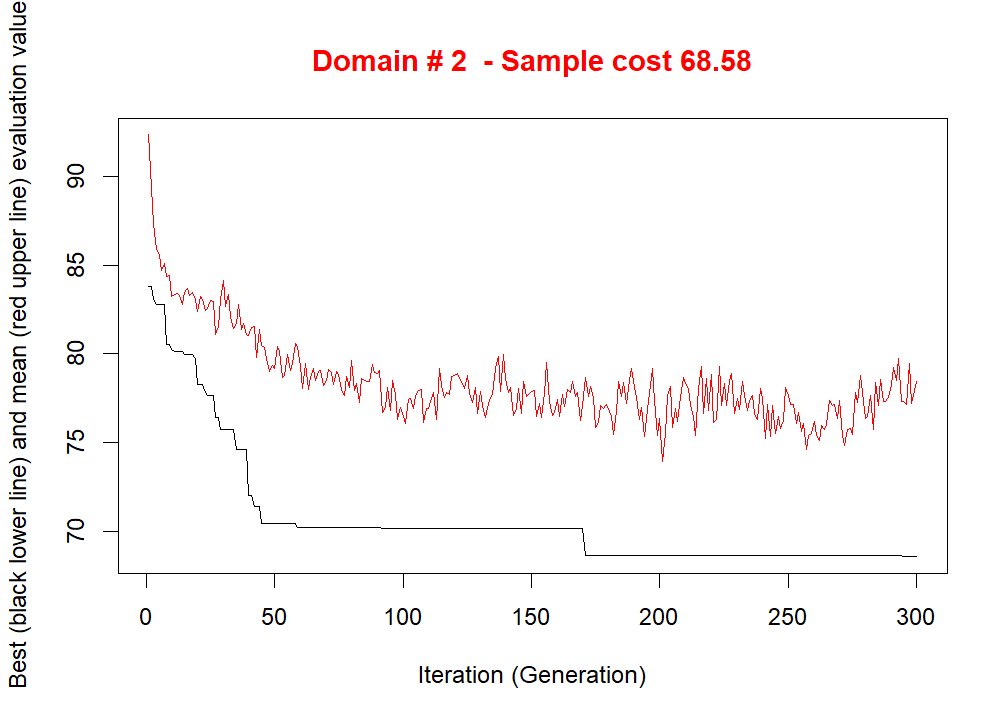 Domain # 2  - Sample cost 68.58
Best (black lower line) and mean (red upper line) evaluation value
90
85
80
75
70
0 50 100 150 200 250 300
Iteration (Generation)